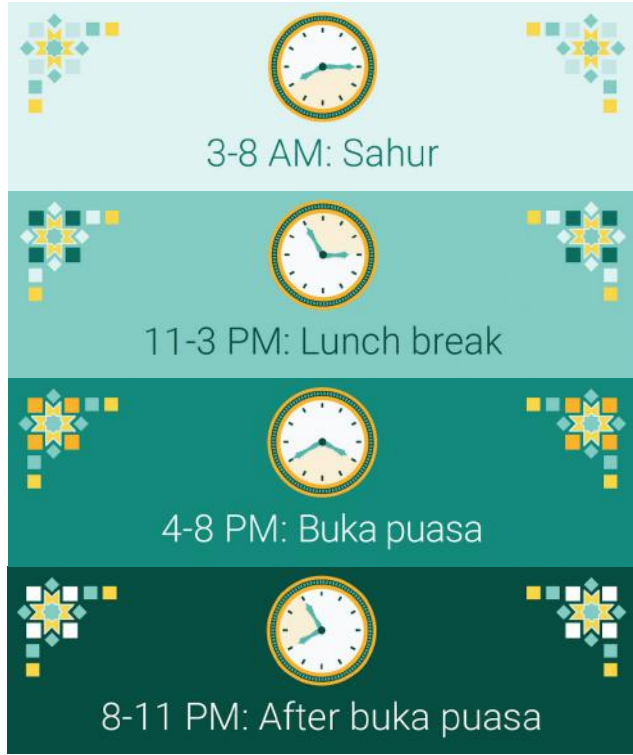 3-8 AM: Sahur
11-3 PM: Lunch break
4-8 PM: Buka puasa
8-11 PM: After buka puasa